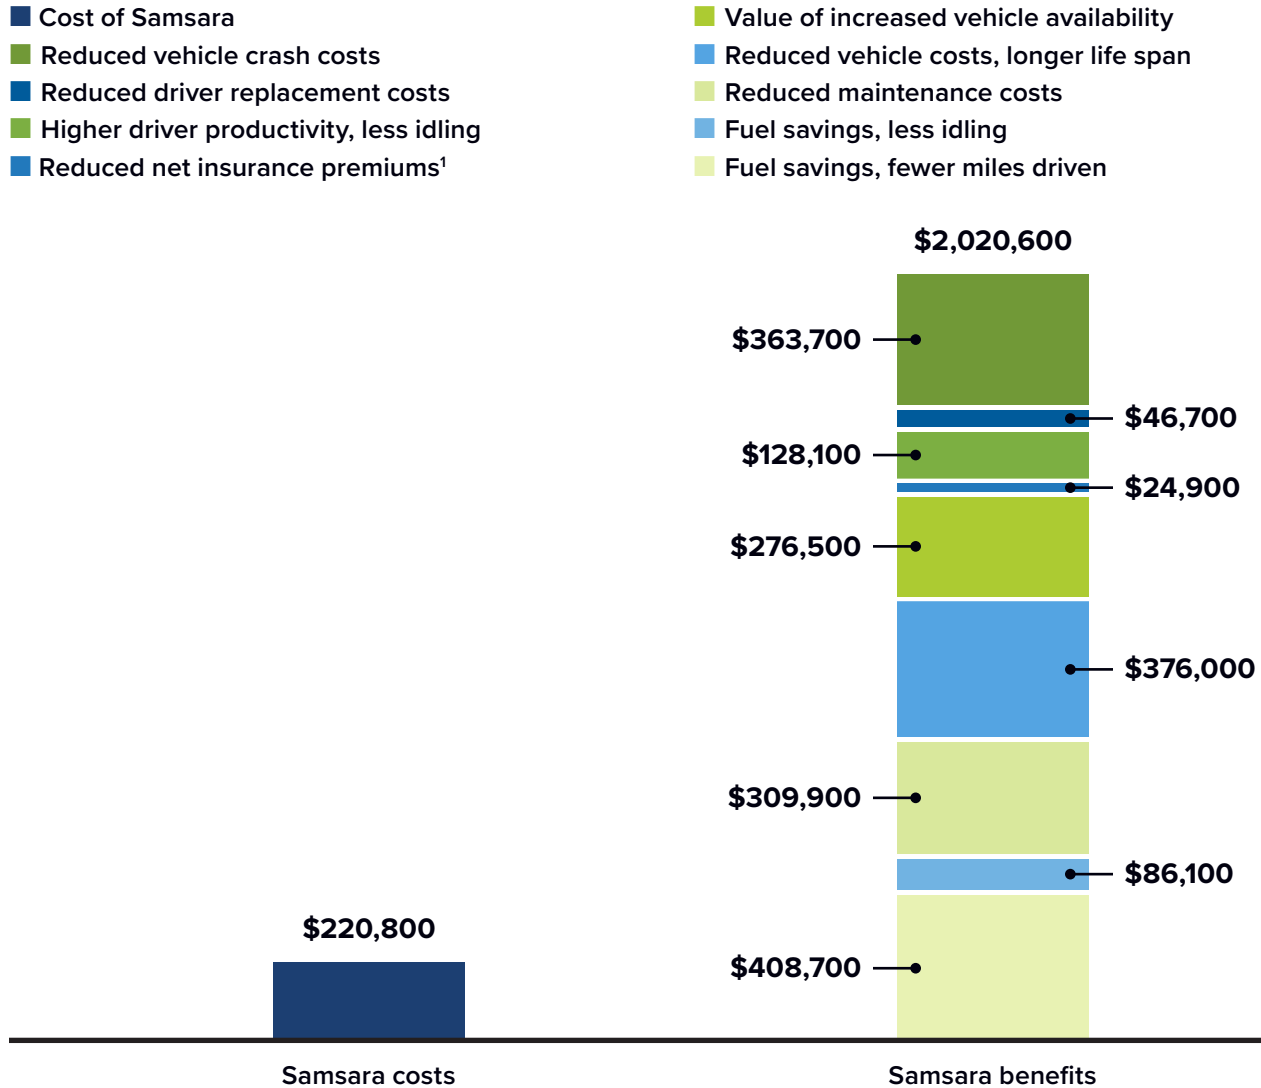 Cost of Samsara
Reduced vehicle crash costs
Reduced driver replacement costs
Higher driver productivity, less idling
Reduced net insurance premiums¹
Value of increased vehicle availability
Reduced vehicle costs, longer life span
Reduced maintenance costs
Fuel savings, less idling
Fuel savings, fewer miles driven
$2,020,600
$363,700
$46,700
$128,100
$24,900
$276,500
$376,000
$309,900
$86,100
$220,800
$408,700
Samsara costs
Samsara benefits